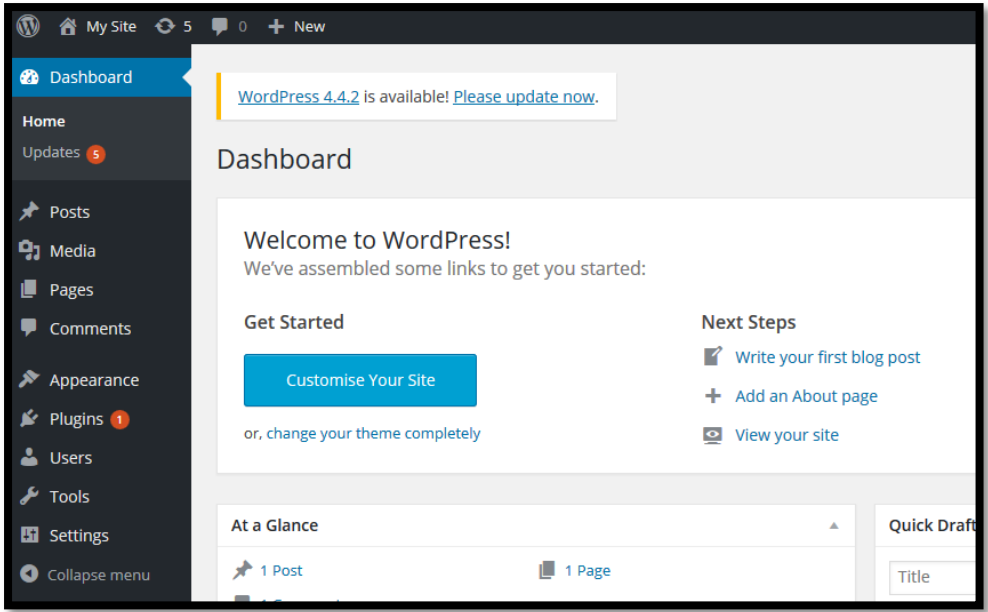 My Site 5 0 + New
Dashboard
Home
Updates 5
Posts
Media
Pages
Comments
Appearance
Plugins 1
Users
Tools
Settings
Collapse menu
WordPress 4.4.2 is available! Please update now.
Dashboard
Welcome to WordPress!
We've assembled some links to get you started:
Get Started
Customise Your Site
or, change your theme completely
Next Steps
Write your first blog post
Add an About page
View your site
At a Glance
1 Post
1 Page
Quick Draft
Title